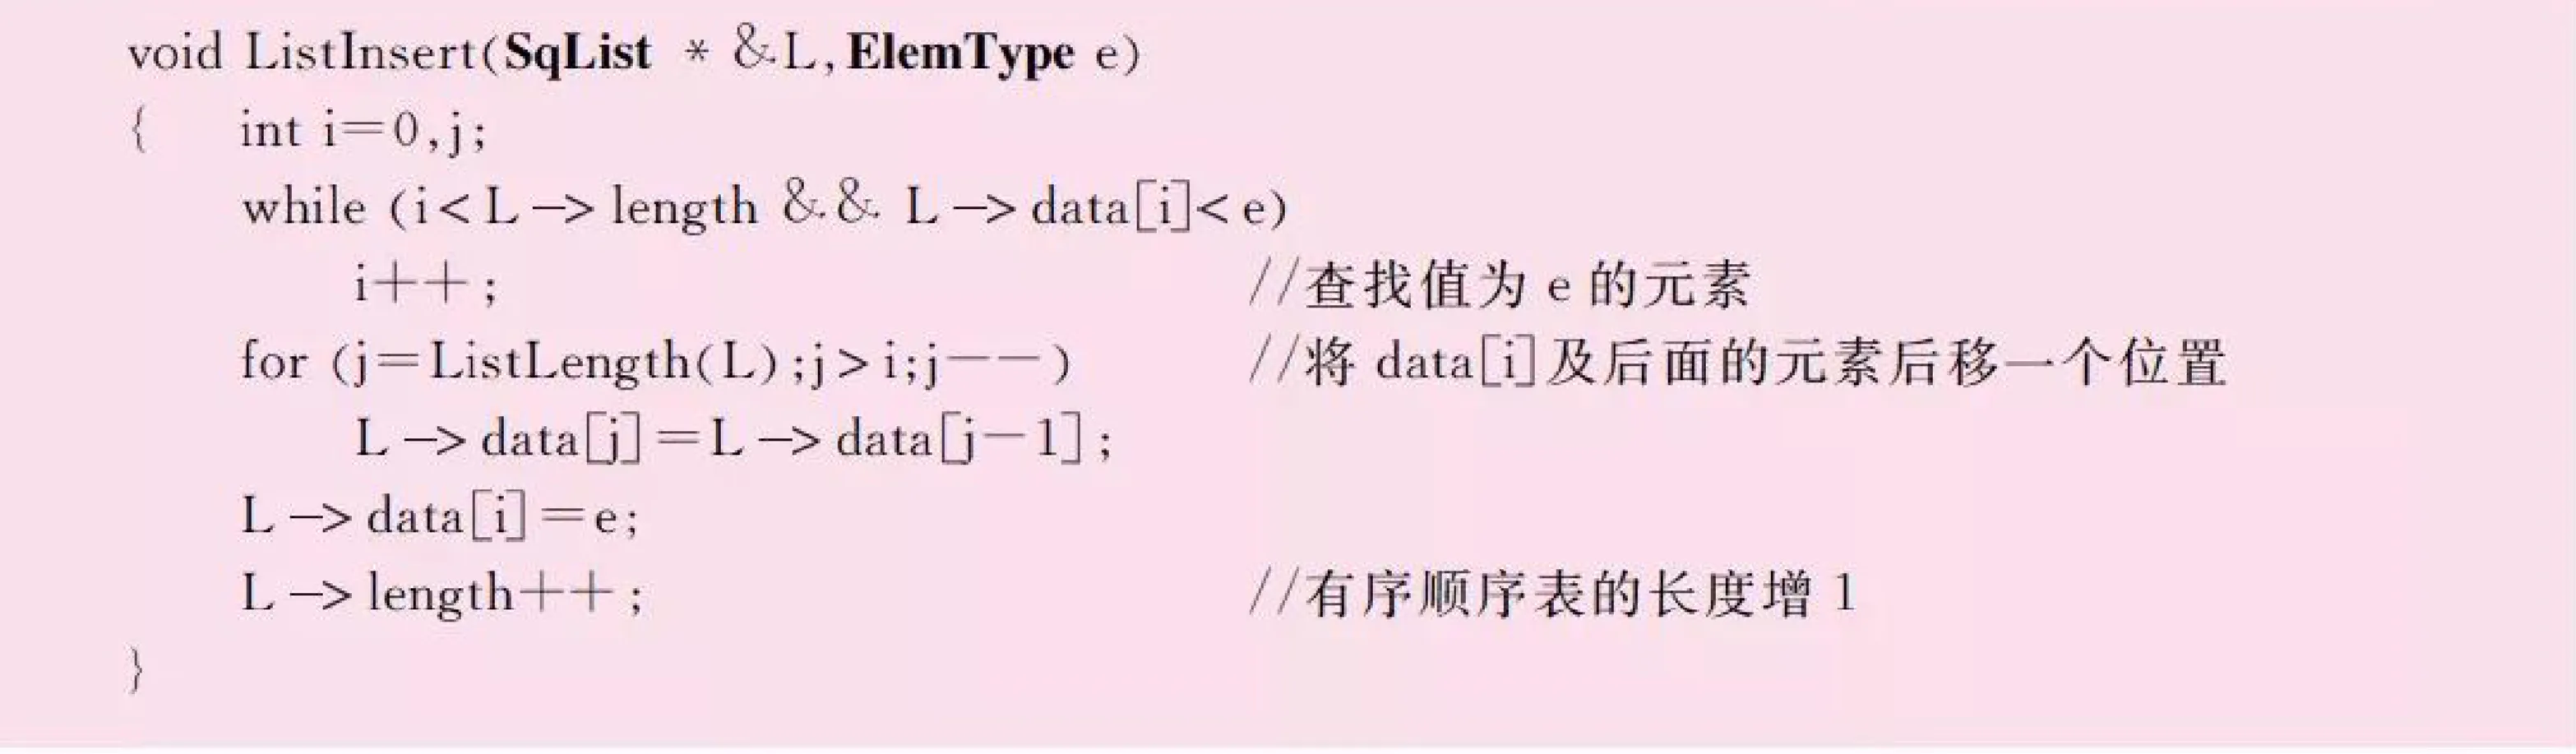 void ListInsert(SqList * &L,ElemType e)
{ int i=0,j;
while (i<L->length && L->data[i]<e)
i++; //查找值为 e 的元素
for (j=ListLength(L);j>i;j--) //将 data[i]及后面的元素后移一个位置
L->data[j]=L->data[j-1];
L->data[i]=e;
L->length++; //有序顺序表的长度增 1
}